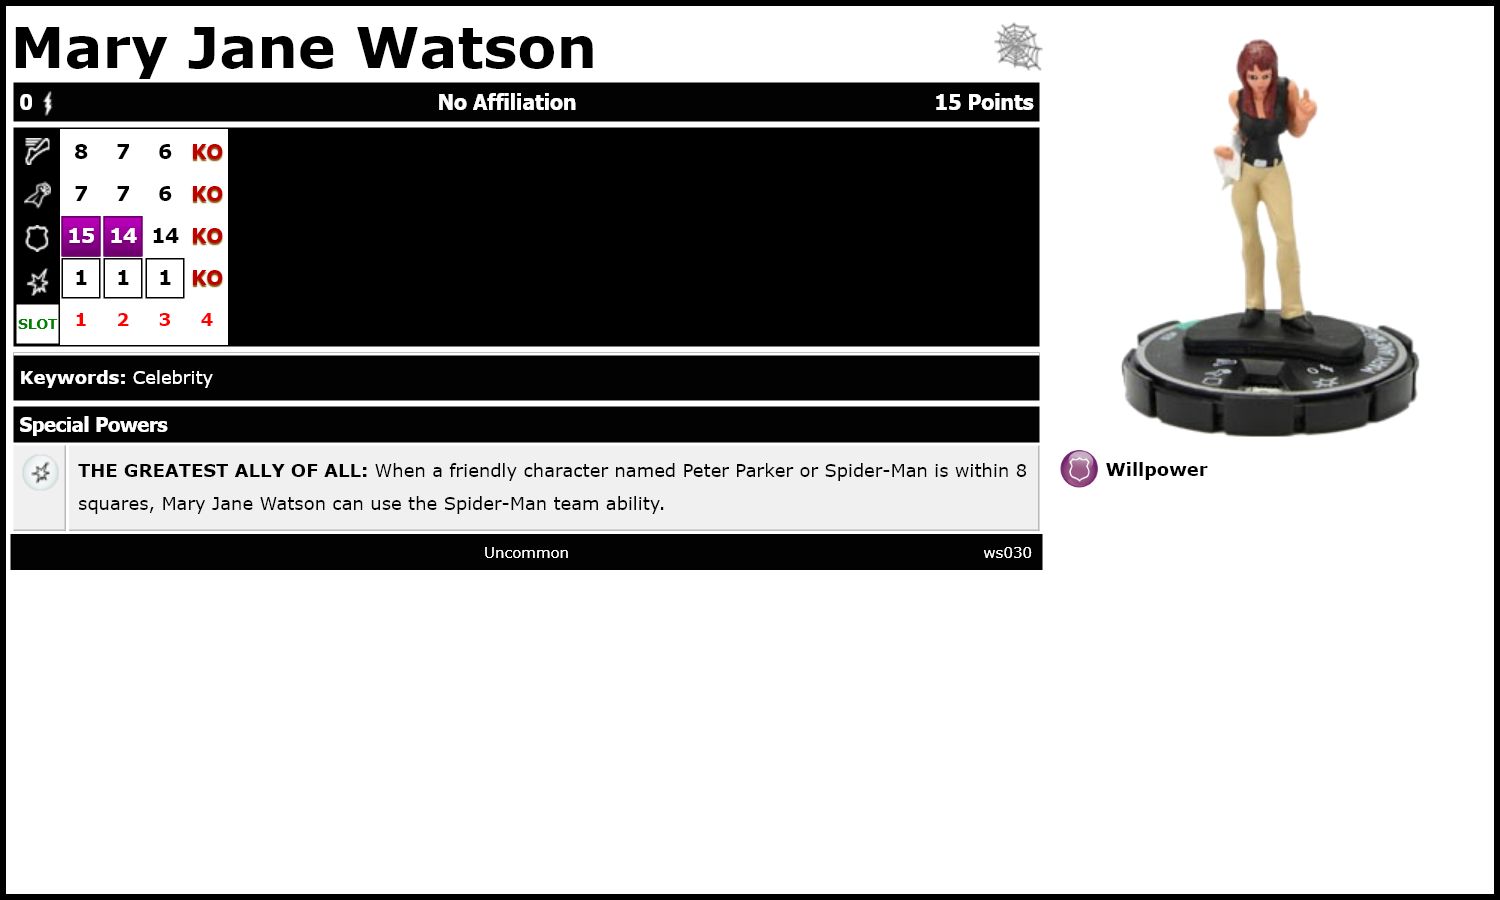 Mary Jane Watson
0 No Affiliation 15 Points
8 7 6 KO
7 7 6 KO
15 14 14 KO
1 1 1 KO
SLOT 1 2 3 4
Keywords: Celebrity
Special Powers
THE GREATEST ALLY OF ALL: When a friendly character named Peter Parker or Spider-Man is within 8
squares, Mary Jane Watson can use the Spider-Man team ability.
Uncommon ws030
MARY JANE
Willpower